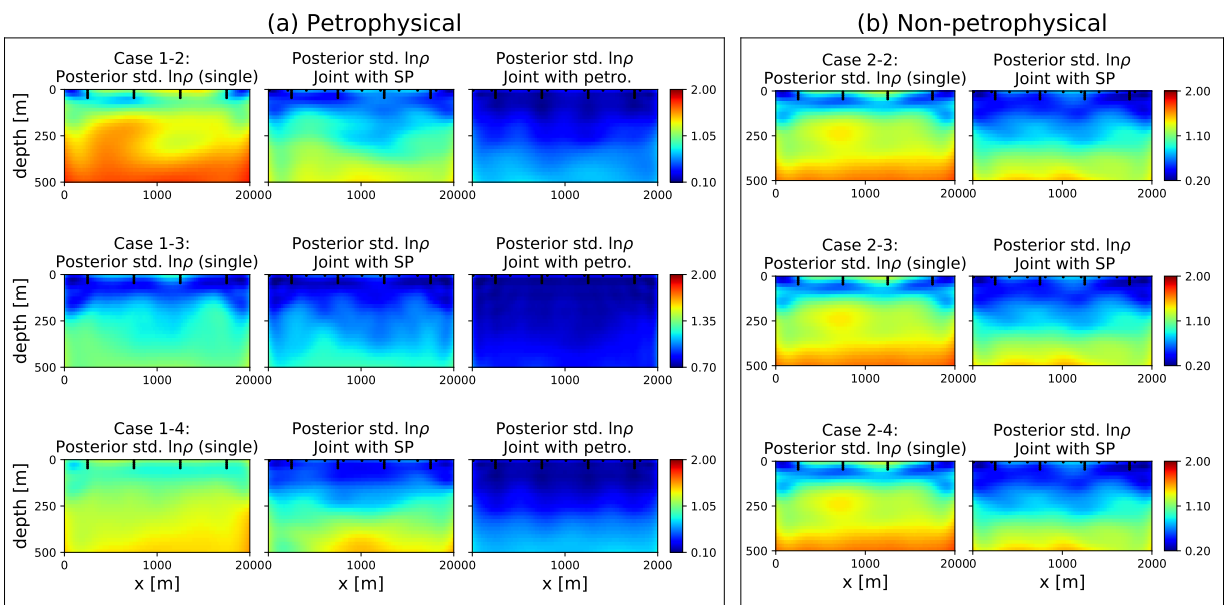 (a) Petrophysical
(b) Non-petrophysical
Case 1-2:
Posterior std. lnρ (single)
Posterior std. lnρ
Joint with SP
Posterior std. lnρ
Joint with petro.
depth [m]
0
250
500
0
1000
2000
0
1000
2000
0
1000
2000
2.00
1.05
0.10
Case 2-2:
Posterior std. lnρ (single)
Posterior std. lnρ
Joint with SP
0
250
500
0
1000
2000
0
1000
2000
2.00
1.10
0.20
Case 1-3:
Posterior std. lnρ (single)
Posterior std. lnρ
Joint with SP
Posterior std. lnρ
Joint with petro.
depth [m]
0
250
500
0
1000
2000
0
1000
2000
0
1000
2000
2.00
1.35
0.70
Case 2-3:
Posterior std. lnρ (single)
Posterior std. lnρ
Joint with SP
0
250
500
0
1000
2000
0
1000
2000
2.00
1.10
0.20
Case 1-4:
Posterior std. lnρ (single)
Posterior std. lnρ
Joint with SP
Posterior std. lnρ
Joint with petro.
depth [m]
0
250
500
0
1000
2000
0
1000
2000
0
1000
2000
x [m]
x [m]
x [m]
2.00
1.05
0.10
Case 2-4:
Posterior std. lnρ (single)
Posterior std. lnρ
Joint with SP
0
250
500
0
1000
2000
0
1000
2000
x [m]
x [m]
2.00
1.10
0.20